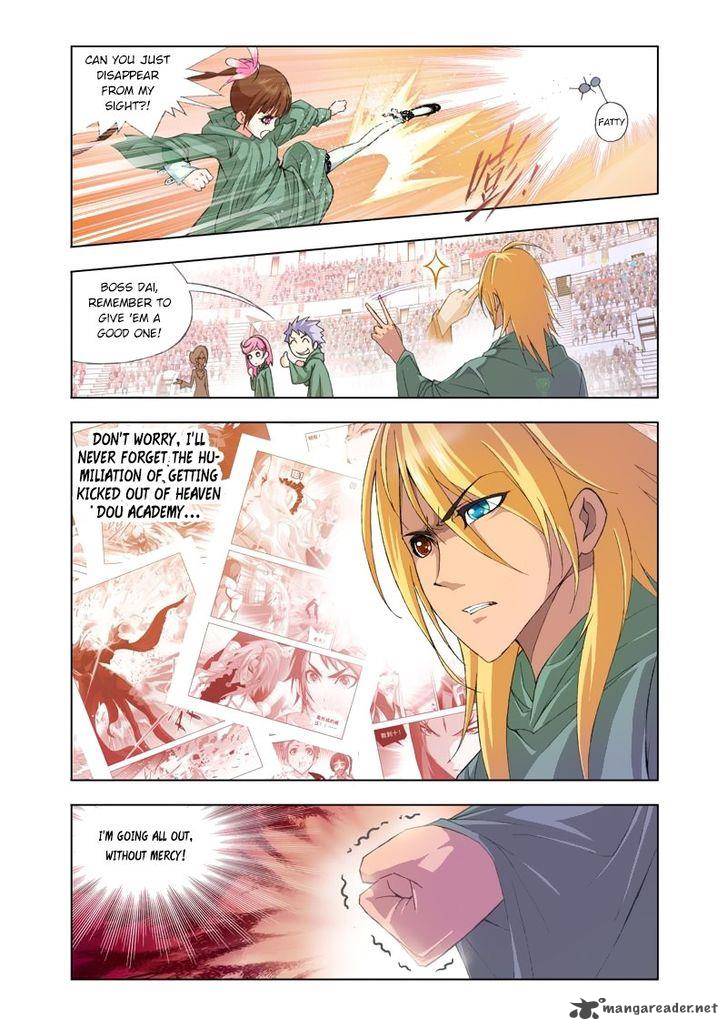 CAN YOU JUST
DISAPPEAR
FROM MY
SIGHT?!
FATTY
嘭
BOSS DAI,
REMEMBER TO
GIVE 'EM A
GOOD ONE!
DON'T WORRY, I'LL
NEVER FORGET THE HU-
MILIATION OF GETTING
KICKED OUT OF HEAVEN
DOU ACADEMY...
I'M GOING ALL OUT,
WITHOUT MERCY!
mangareader.net